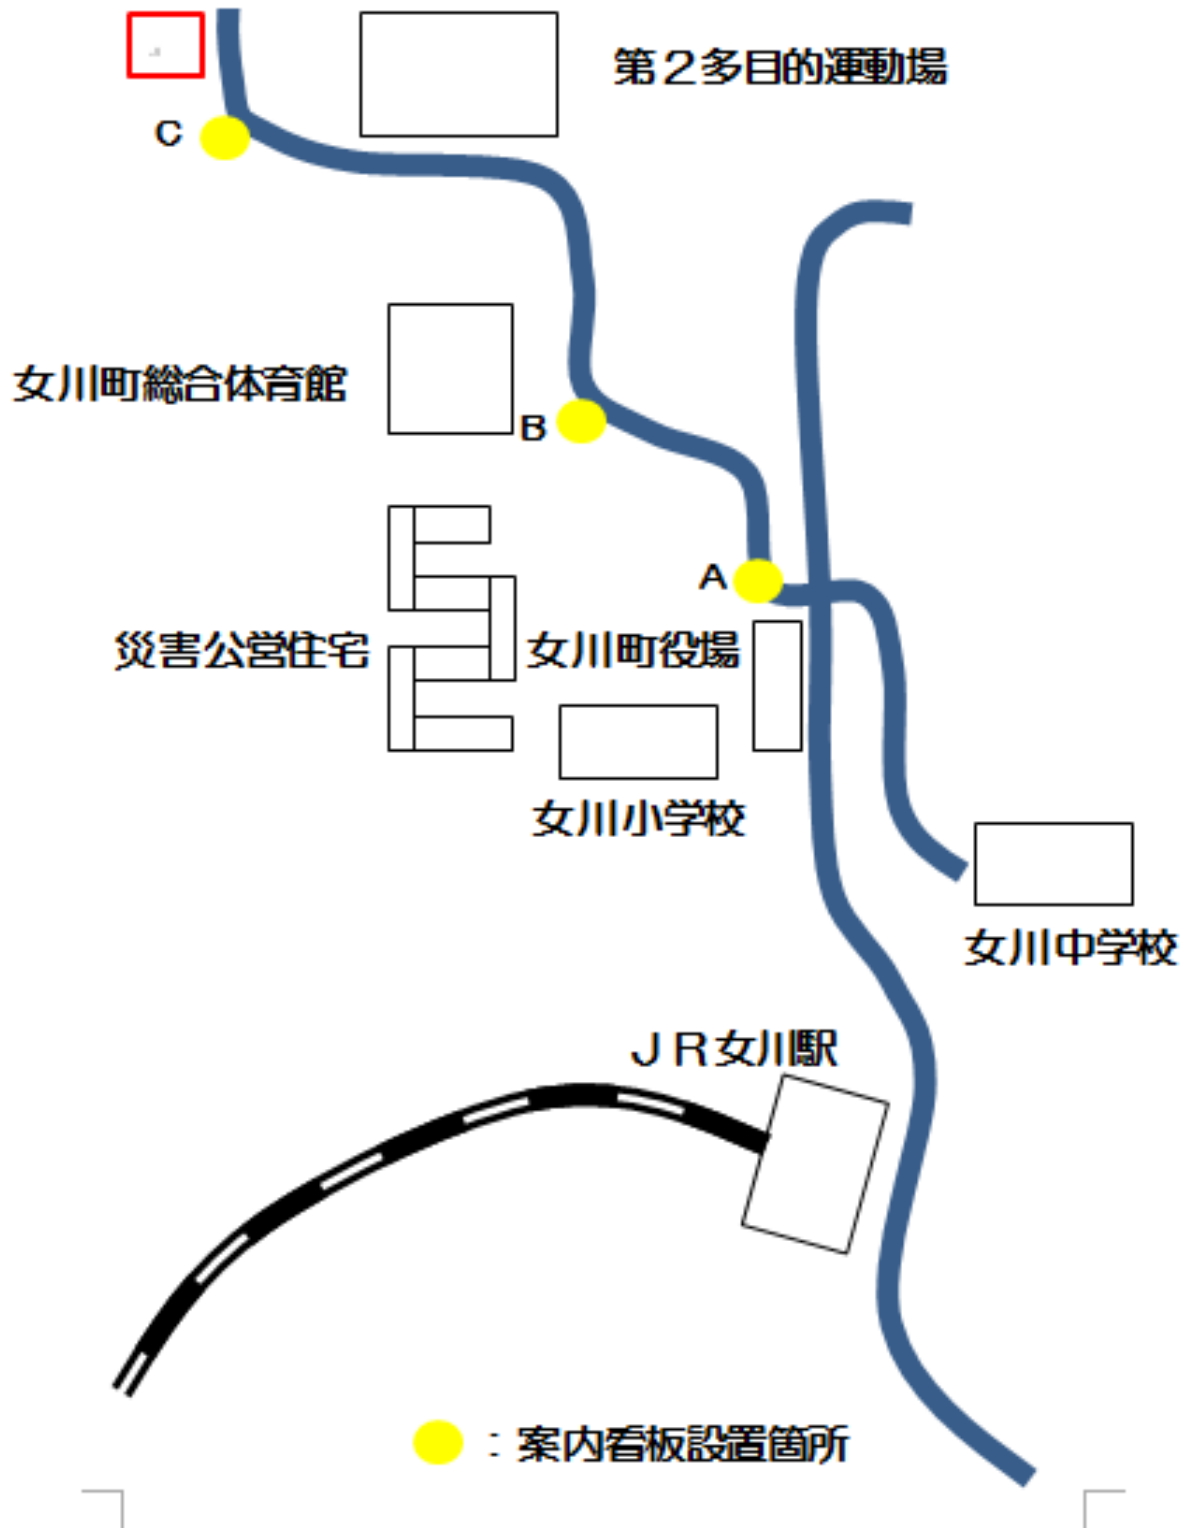 第２多目的運動場
C
女川町総合体育館
B
A
災害公営住宅
女川町役場
女川小学校
女川中学校
ＪＲ女川駅
：案内看板設置箇所